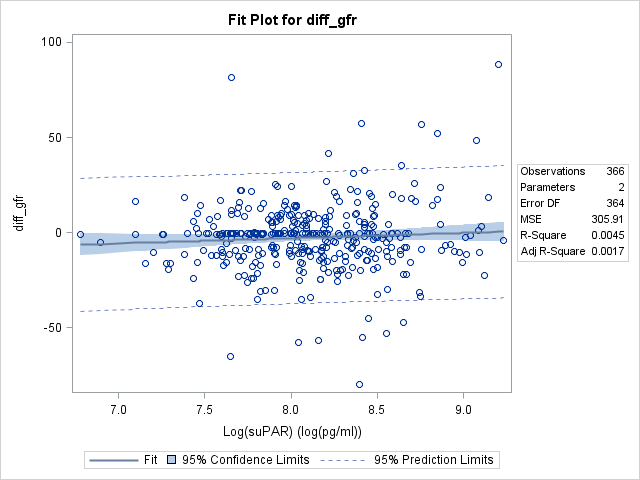 Fit Plot for diff_gfr
100
50
0
-50
diff_gfr
7.0 7.5 8.0 8.5 9.0
Log(suPAR) (log(pg/ml))
Observations 366
Parameters 2
Error DF 364
MSE 305.91
R-Square 0.0045
Adj R-Square 0.0017
Fit 95% Confidence Limits 95% Prediction Limits